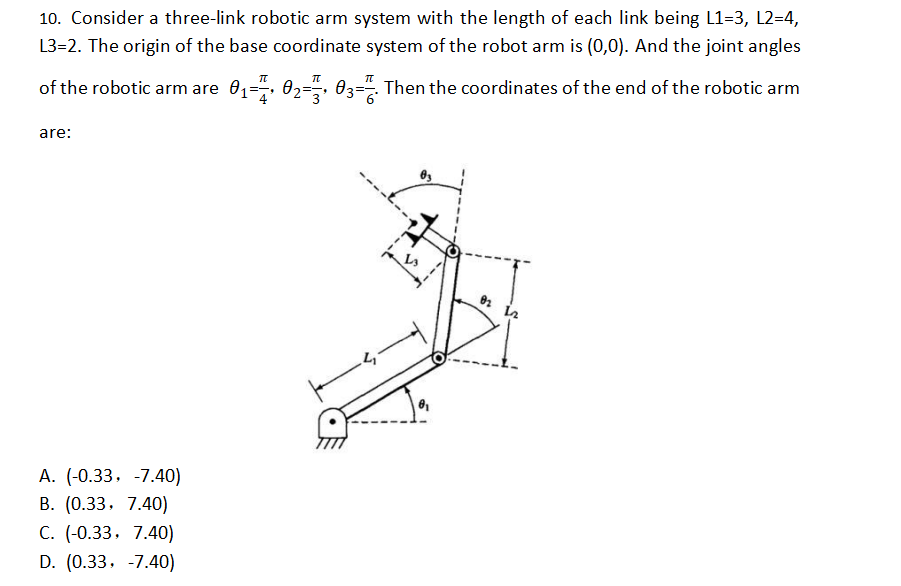 10. Consider a three-link robotic arm system with the length of each link being L1=3, L2=4,
L3=2. The origin of the base coordinate system of the robot arm is (0,0). And the joint angles
of the robotic arm are θ₁=π/4, θ₂=π/3, θ₃=π/6. Then the coordinates of the end of the robotic arm
are:
θ₃
L₃
θ₂
L₂
L₁
θ₁
A. (-0.33, -7.40)
B. (0.33, 7.40)
C. (-0.33, 7.40)
D. (0.33, -7.40)